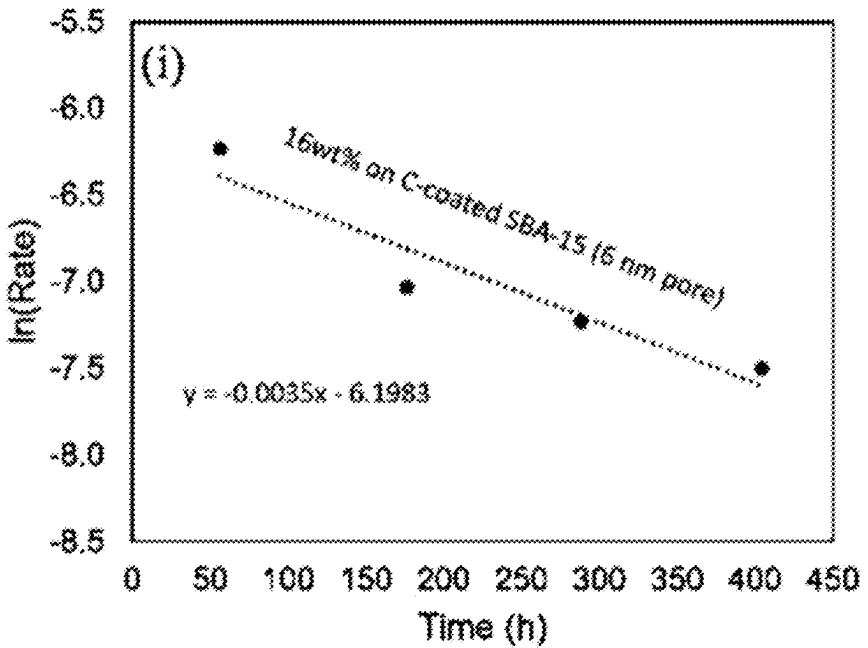 (i)
-5.5
-6.0
-6.5
-7.0
-7.5
-8.0
-8.5
ln(Rate)
16wt% on C-coated SBA-15 (6 nm pore)
y = -0.0035x - 6.1983
0 50 100 150 200 250 300 350 400 450
Time (h)